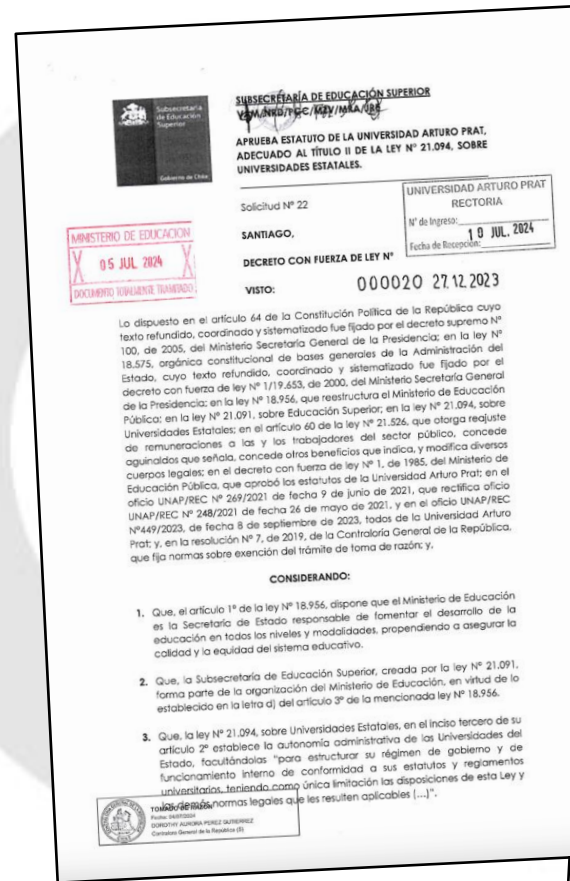 Subsecretaría
de Educación
Superior
Gobierno de Chile
SUBSECRETARÍA DE EDUCACIÓN SUPERIOR
VGM/NRD/FGC/MZV/MRA/JRB
APRUEBA ESTATUTO DE LA UNIVERSIDAD ARTURO PRAT,
ADECUADO AL TÍTULO II DE LA LEY Nº 21.094, SOBRE
UNIVERSIDADES ESTATALES.
Solicitud Nº 22
UNIVERSIDAD ARTURO PRAT
RECTORIA
N° de Ingreso:
10 JUL. 2024
Fecha de Recepción:
MINISTERIO DE EDUCACION
05 JUL 2024
DOCUMENTO TOTALMENTE TRAMITADO
SANTIAGO,
DECRETO CON FUERZA DE LEY Nº
VISTO:
000020 27.12.2023
Lo dispuesto en el artículo 64 de la Constitución Política de la República cuyo
texto refundido, coordinado y sistematizado fue fijado por el decreto supremo Nº
100, de 2005, del Ministerio Secretaría General de la Presidencia; en la ley Nº
18.575, orgánica constitucional de bases generales de la Administración del
Estado, cuyo texto refundido, coordinado y sistematizado fue fijado por el
decreto con fuerza de ley Nº 1/19.653, de 2000, del Ministerio Secretaría General
de la Presidencia; en la ley Nº 18.956, que reestructura el Ministerio de Educación
Pública; en la ley Nº 21.091, sobre Educación Superior; en la ley Nº 21.094, sobre
Universidades Estatales; en el artículo 60 de la ley Nº 21.526, que otorga reajuste
de remuneraciones a las y los trabajadores del sector público, concede
aguinaldos que señala, concede otros beneficios que indica, y modifica diversos
cuerpos legales; en el decreto con fuerza de ley Nº 1, de 1985, del Ministerio de
Educación Pública, que aprobó los estatutos de la Universidad Arturo Prat; en el
oficio UNAP/REC Nº 269/2021 de fecha 9 de junio de 2021, que rectifica oficio
UNAP/REC Nº 248/2021 de fecha 26 de mayo de 2021, y en el oficio UNAP/REC
Nº449/2023, de fecha 8 de septiembre de 2023, todos de la Universidad Arturo
Prat; y, en la resolución Nº 7, de 2019, de la Contraloría General de la República,
que fija normas sobre exención del trámite de toma de razón; y,
CONSIDERANDO:
1. Que, el artículo 1º de la ley Nº 18.956, dispone que el Ministerio de Educación
es la Secretaría de Estado responsable de fomentar el desarrollo de la
educación en todos los niveles y modalidades, propendiendo a asegurar la
calidad y la equidad del sistema educativo.
2. Que, la Subsecretaría de Educación Superior, creada por la ley Nº 21.091,
forma parte de la organización del Ministerio de Educación, en virtud de lo
establecido en la letra d) del artículo 3º de la mencionada ley Nº 18.956.
3. Que, la ley Nº 21.094, sobre Universidades Estatales, en el inciso tercero de su
artículo 2º establece la autonomía administrativa de las Universidades del
Estado, facultándolas "para estructurar su régimen de gobierno y de
funcionamiento interno de conformidad a sus estatutos y reglamentos
universitarios, teniendo como única limitación las disposiciones de esta Ley y
las demás normas legales que les resulten aplicables (...)".
TOMADO DE RAZÓN
Fecha: 04/07/2024
DOROTHY AURORA PEREZ GUTIERREZ
Contralora General de la República (S)